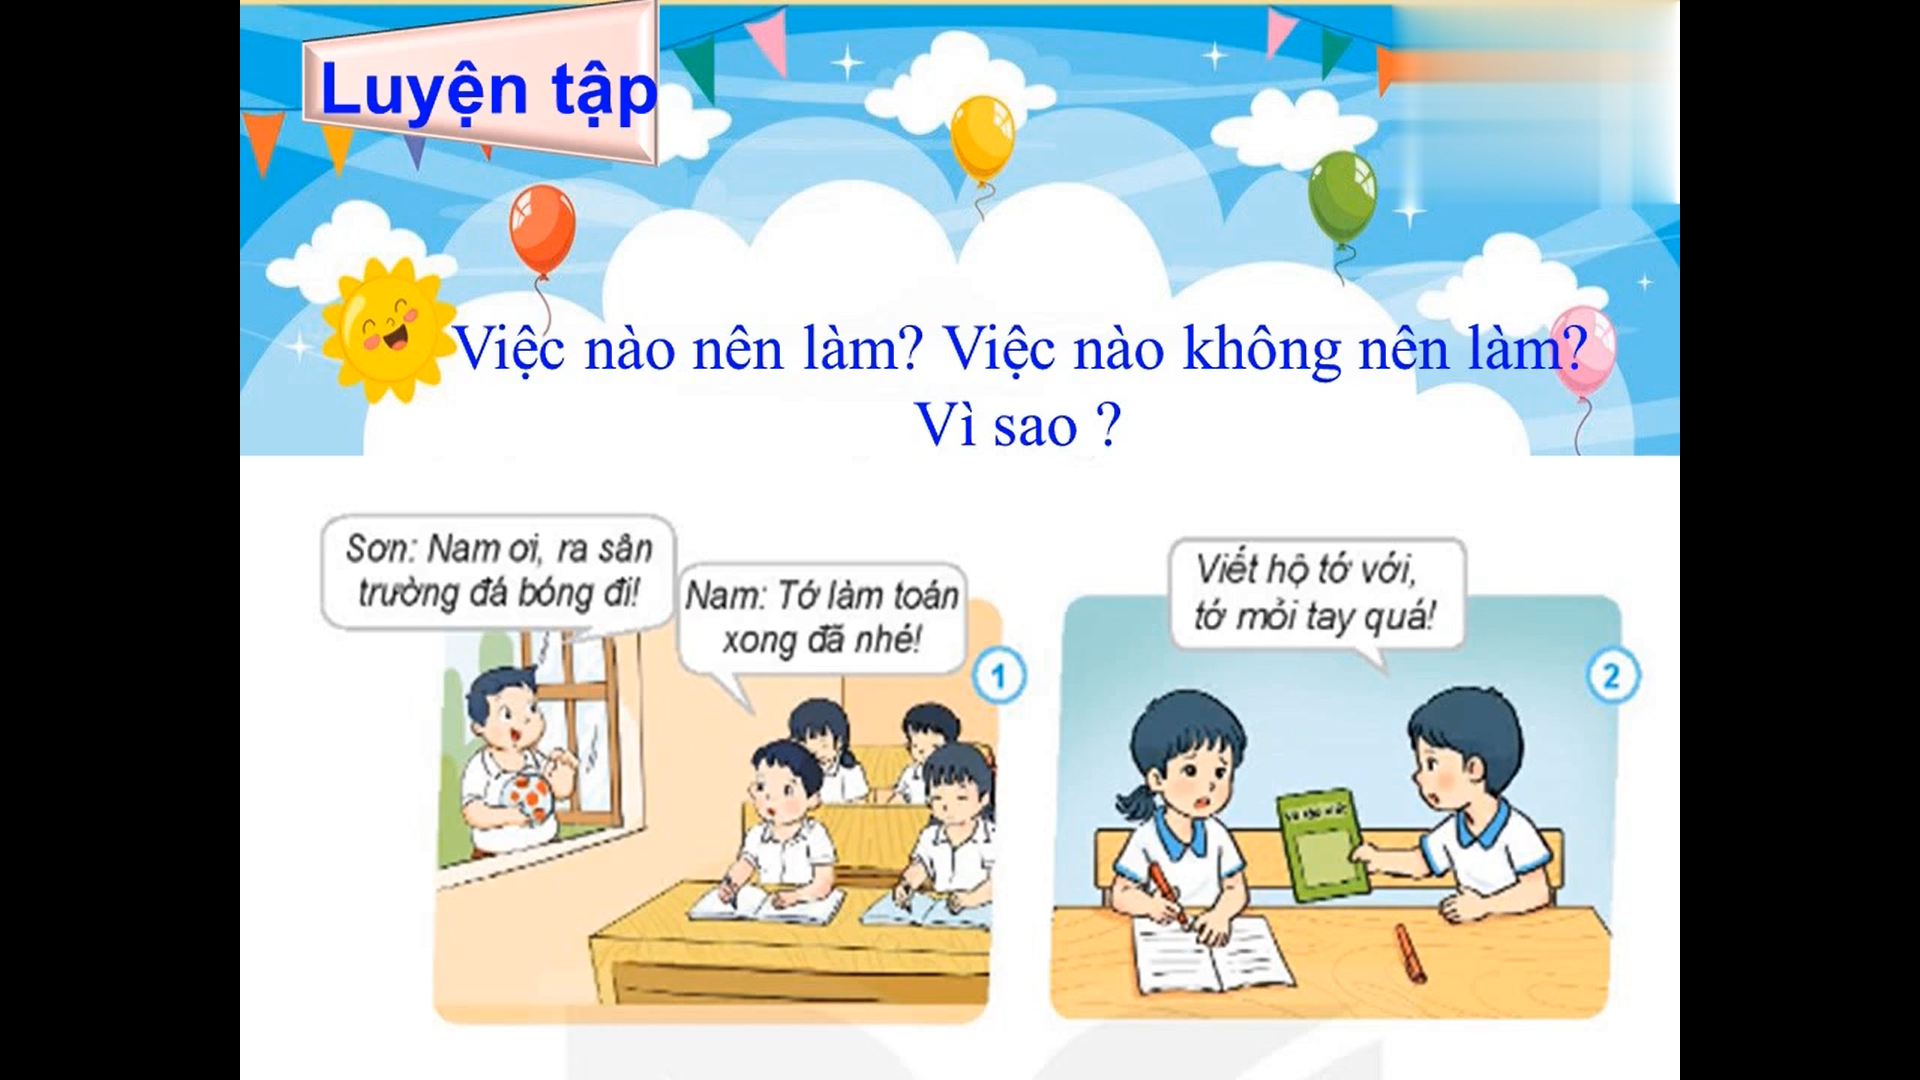 Luyện tập
Việc nào nên làm? Việc nào không nên làm?
Vì sao ?
Sơn: Nam ơi, ra sân
trường đá bóng đi!
Nam: Tớ làm toán
xong đã nhé!
1
Viết hộ tớ với,
tớ mỏi tay quá!
2